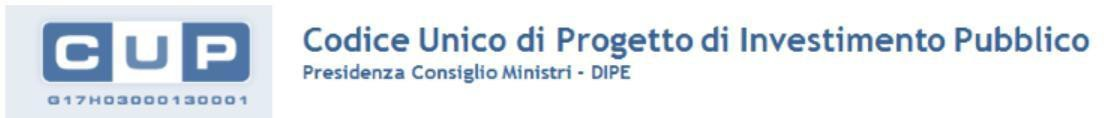 CUP
G17H03000130001
Codice Unico di Progetto di Investimento Pubblico
Presidenza Consiglio Ministri - DIPE